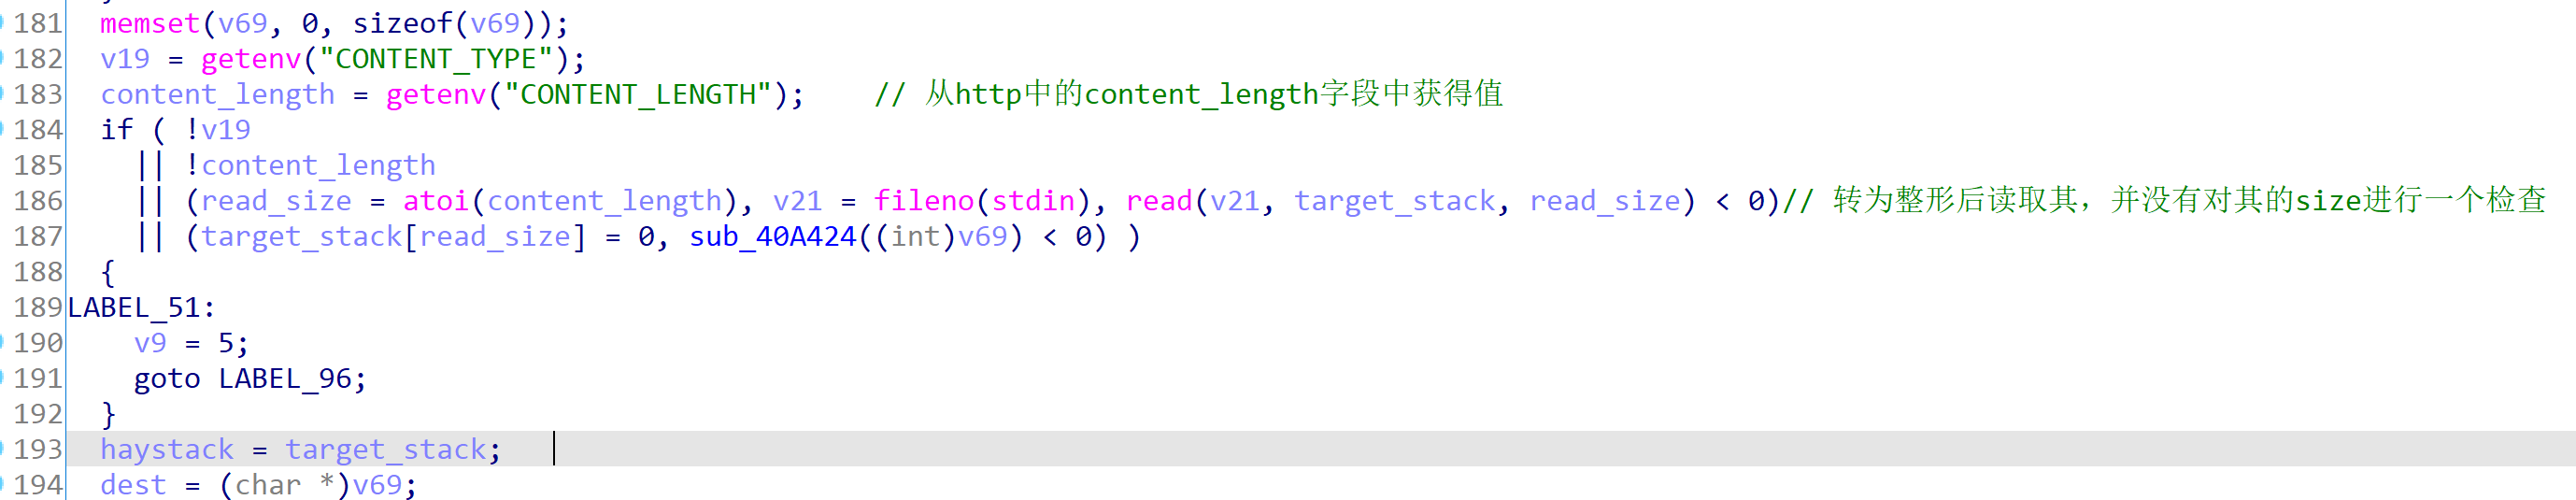 181 memset(v69, 0, sizeof(v69));
182 v19 = getenv("CONTENT_TYPE");
183 content_length = getenv("CONTENT_LENGTH"); // 从http中的content_length字段中获得值
184 if ( !v19
185 || !content_length
186 || (read_size = atoi(content_length), v21 = fileno(stdin), read(v21, target_stack, read_size) < 0)// 转为整形后读取其，并没有对其的size进行一个检查
187 || (target_stack[read_size] = 0, sub_40A424((int)v69) < 0) )
188 {
189 LABEL_51:
190 v9 = 5;
191 goto LABEL_96;
192 }
193 haystack = target_stack;
194 dest = (char *)v69;